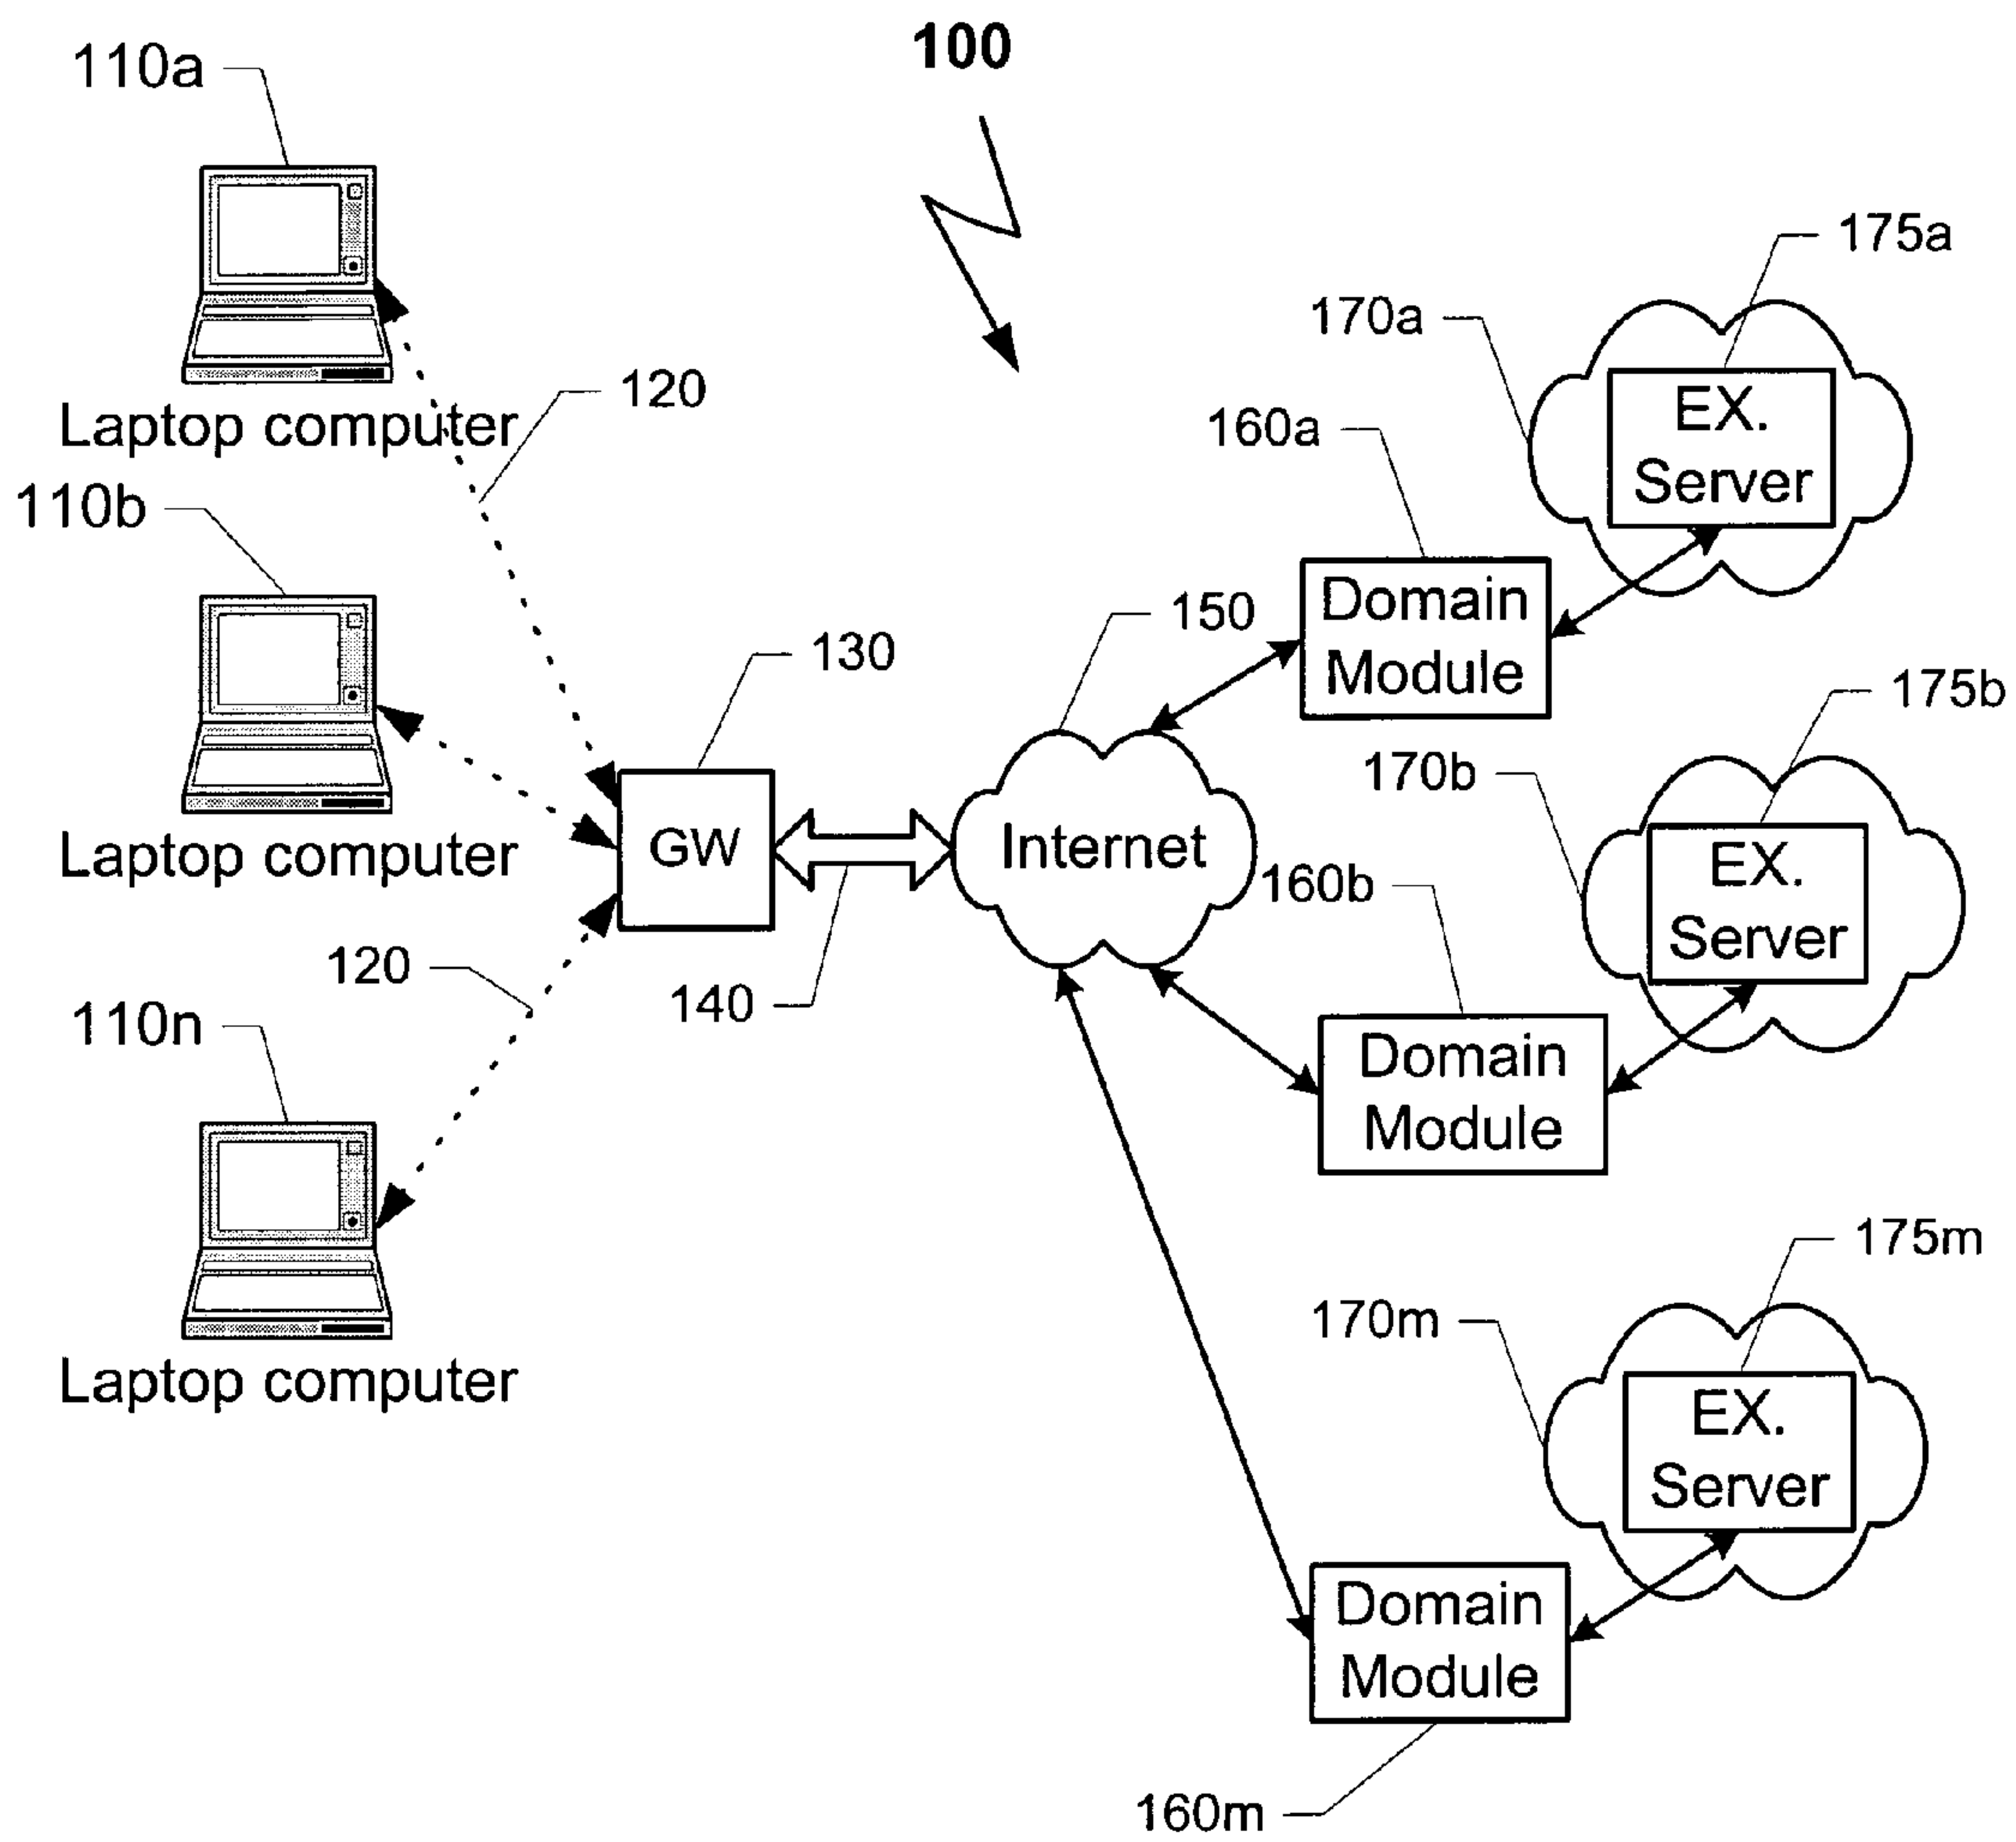 100
110a
Laptop computer
120
110b
Laptop computer
120
110n
Laptop computer
130
GW
140
150
Internet
160a
Domain
Module
170a
175a
EX.
Server
160b
Domain
Module
170b
175b
EX.
Server
160m
Domain
Module
170m
175m
EX.
Server